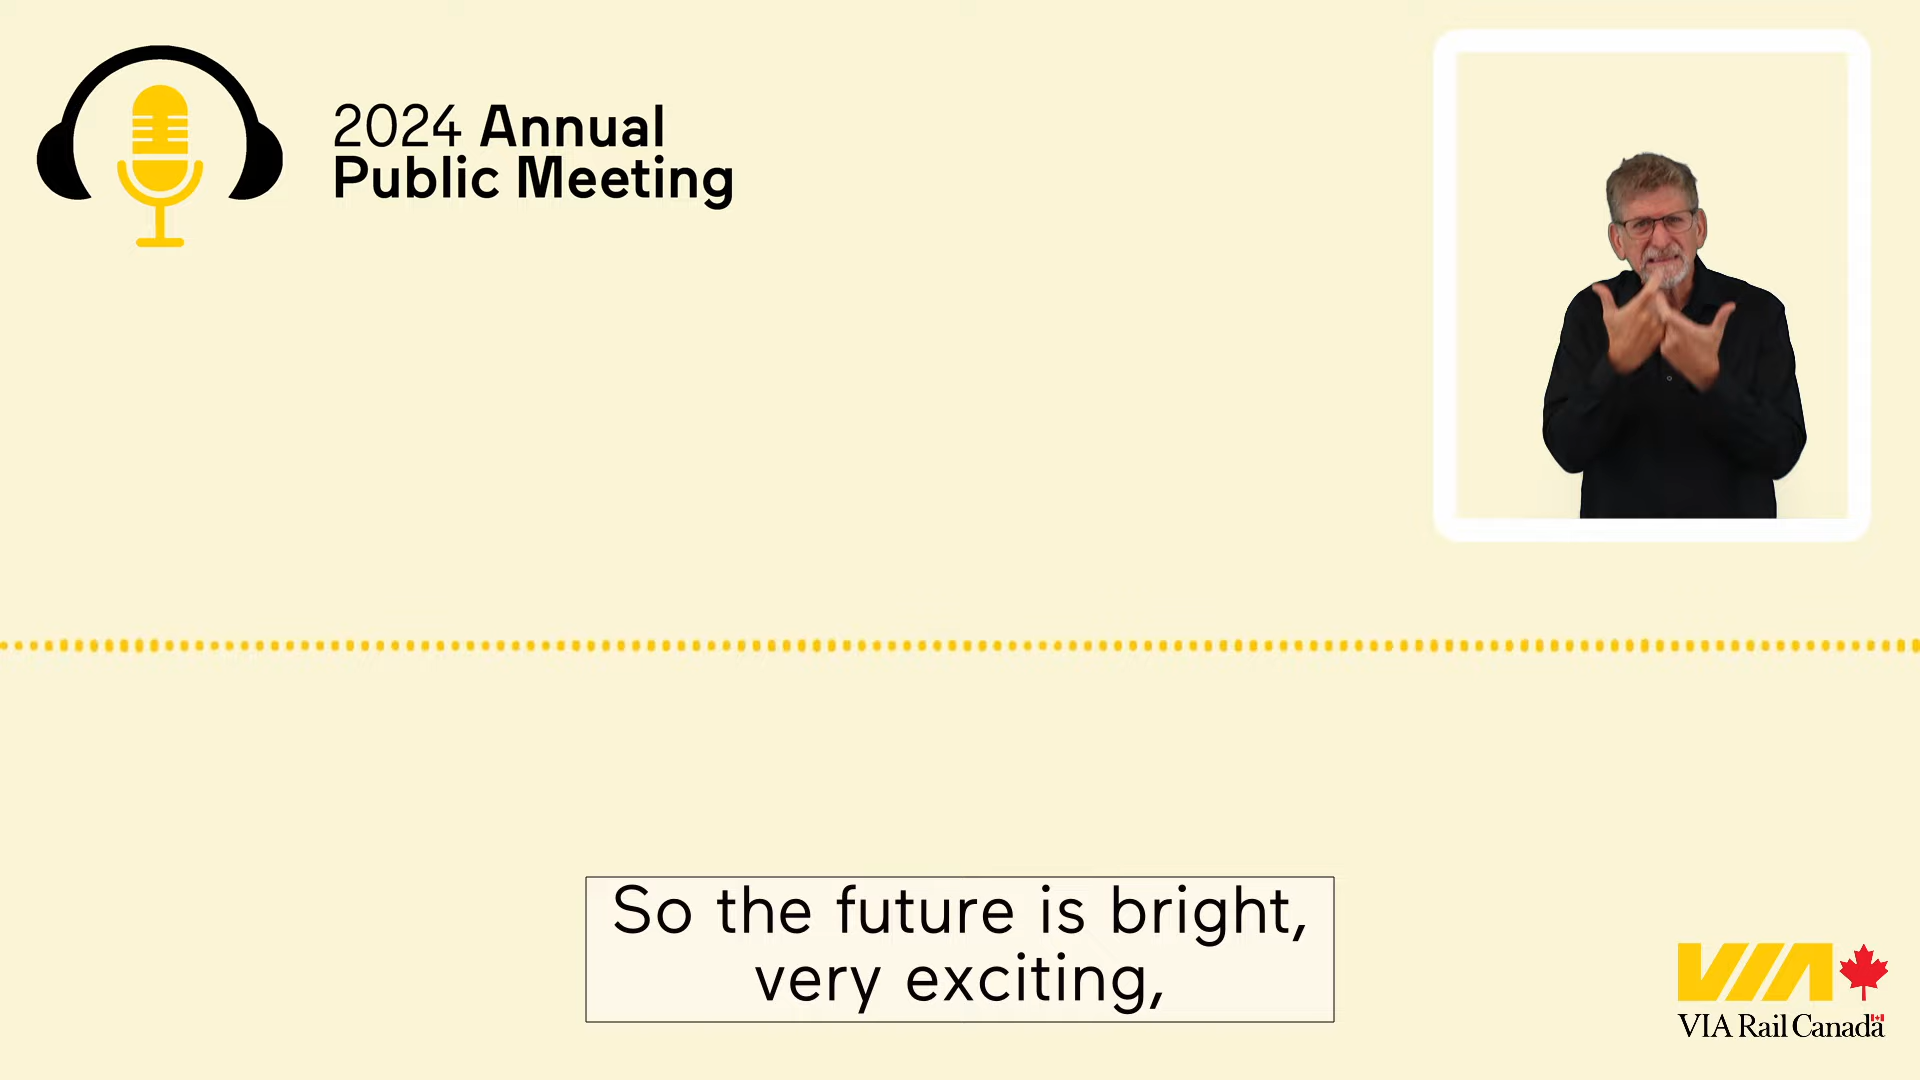 2024 Annual
Public Meeting
So the future is bright,
very exciting,
VIA
VIA Rail Canada